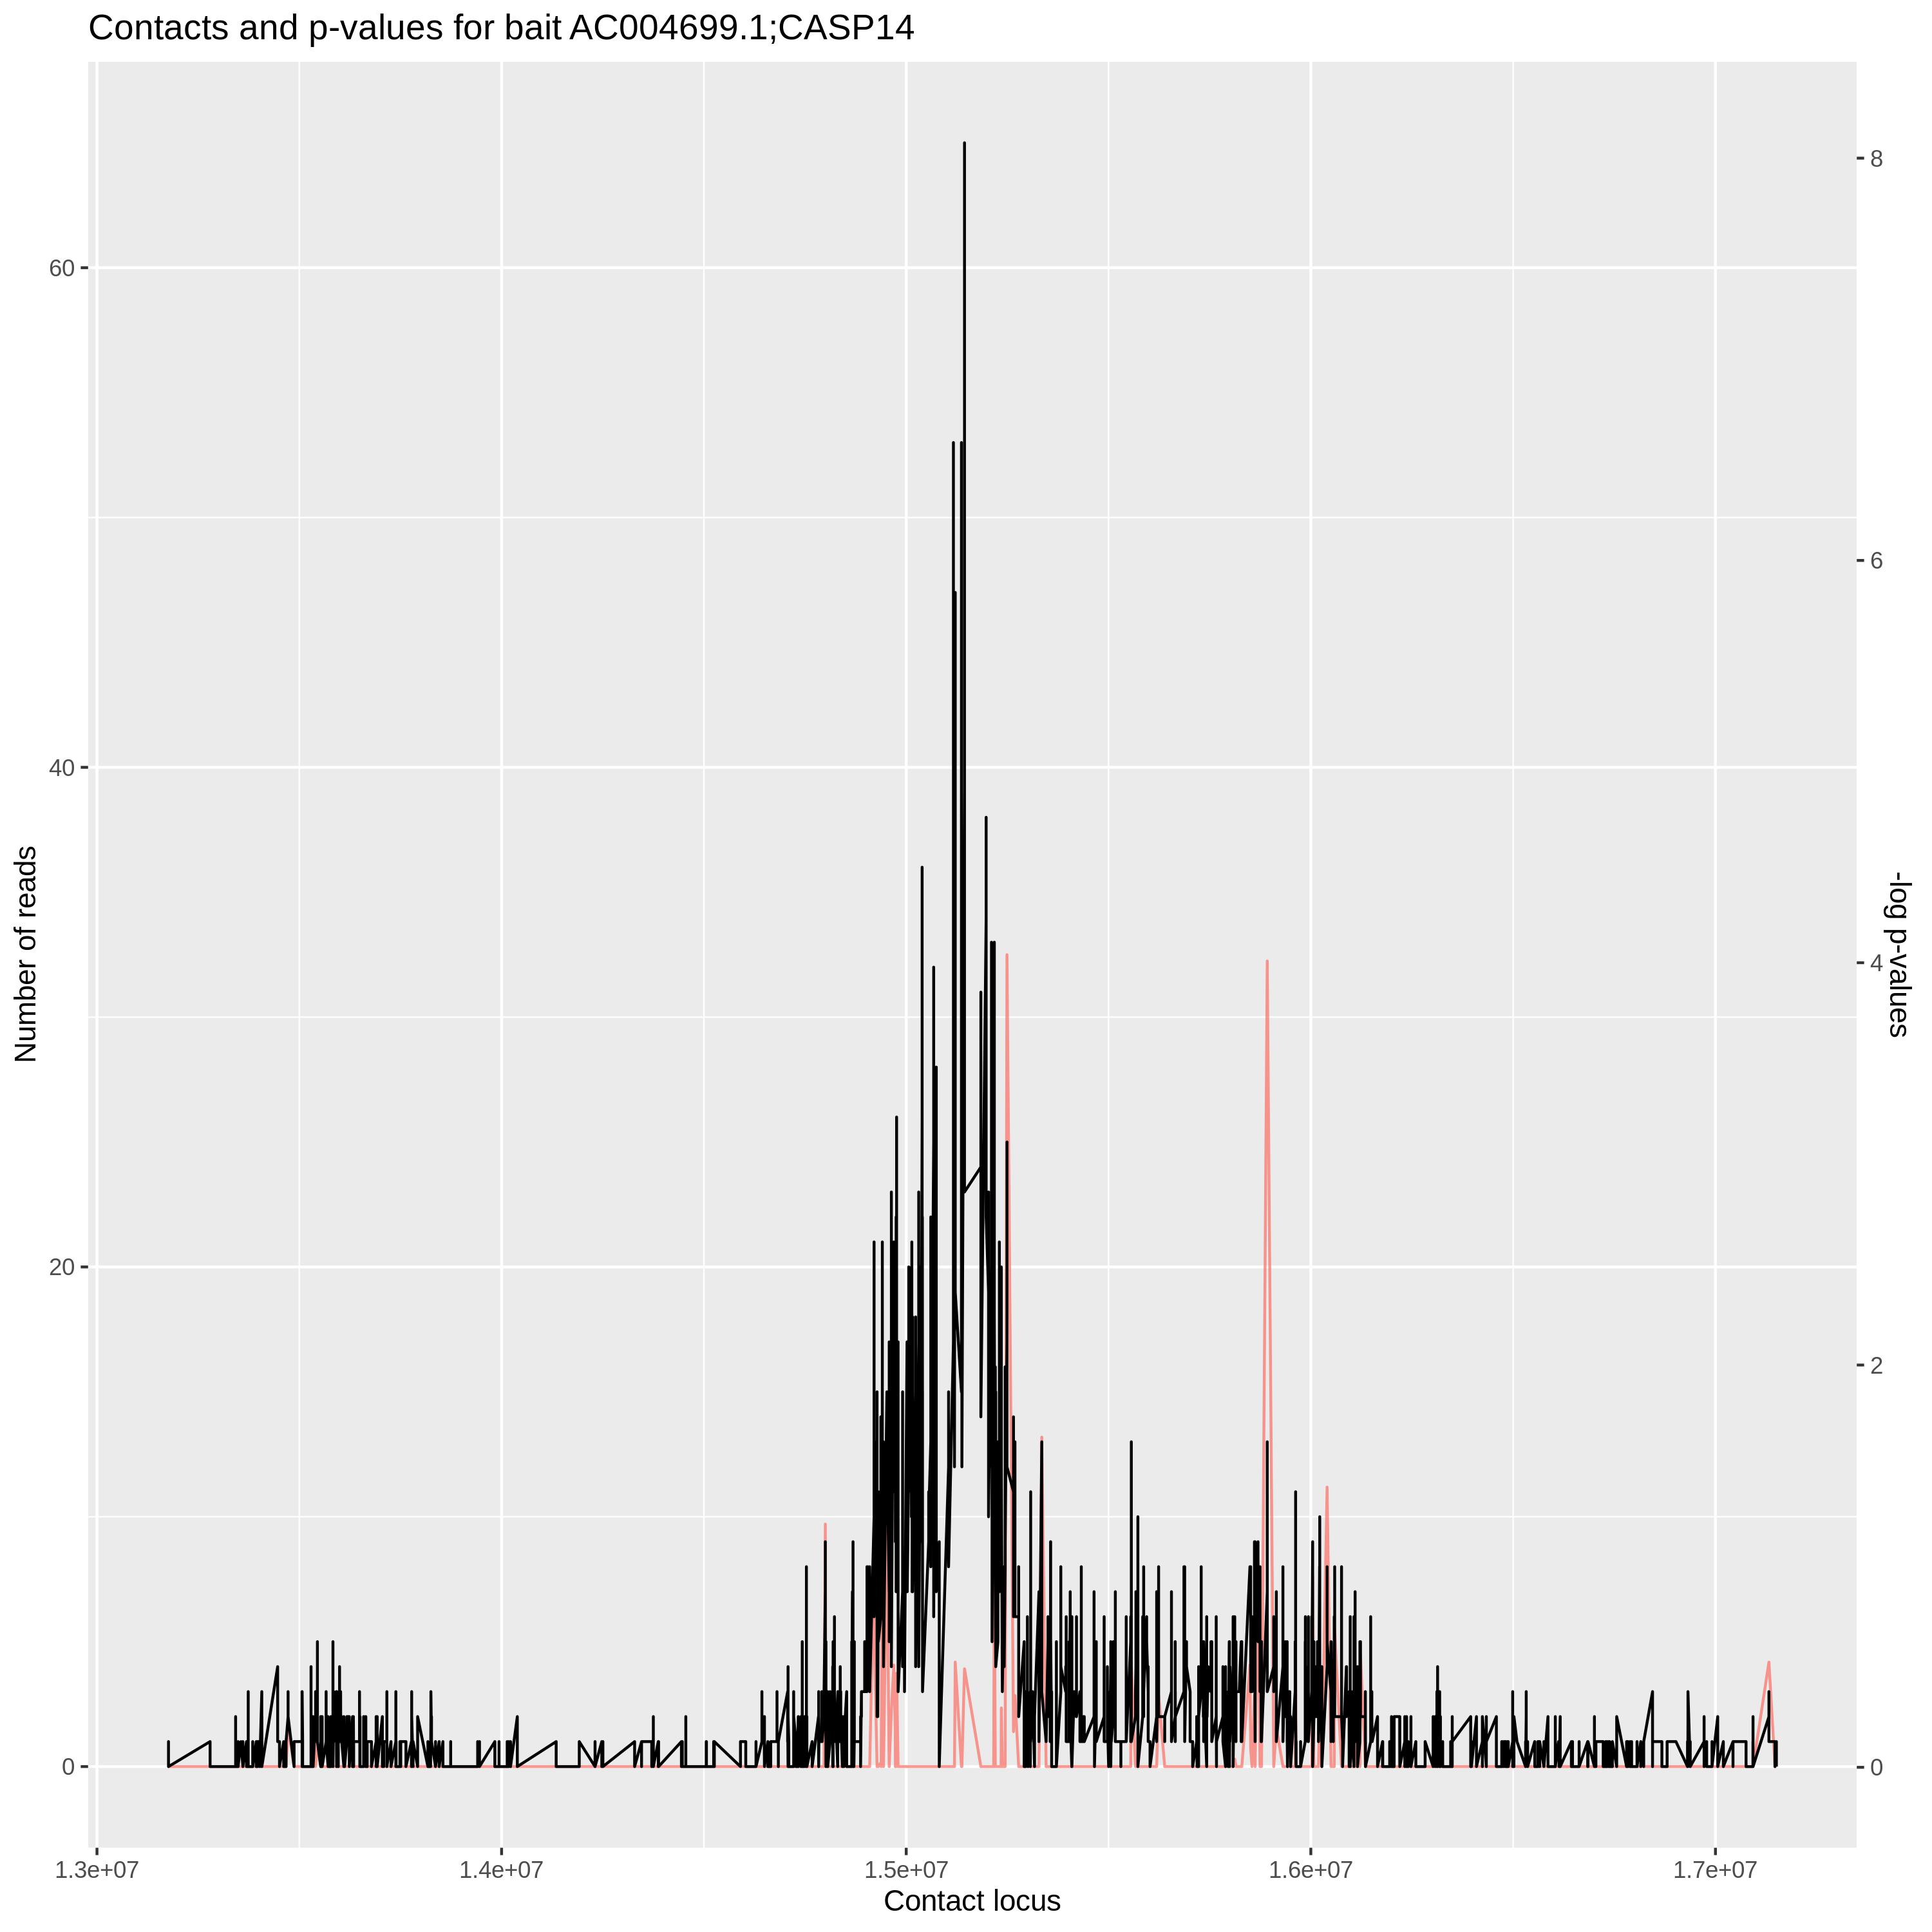 Contacts and p-values for bait AC004699.1;CASP14
Number of reads
60
40
20
0
8
6
4
2
0
-log p-values
1.3e+07
1.4e+07
1.5e+07
1.6e+07
1.7e+07
Contact locus